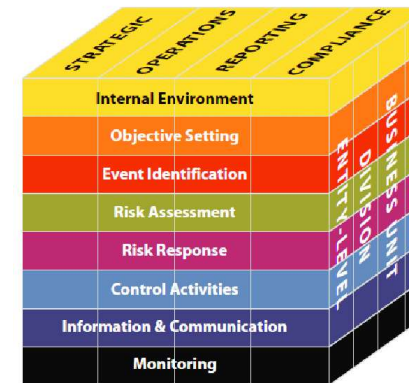 STRATEGIC
OPERATIONS
REPORTING
COMPLIANCE
Internal Environment
Objective Setting
Event Identification
Risk Assessment
Risk Response
Control Activities
Information & Communication
Monitoring
ENTITY-LEVEL
DIVISION
BUSINESS UNIT